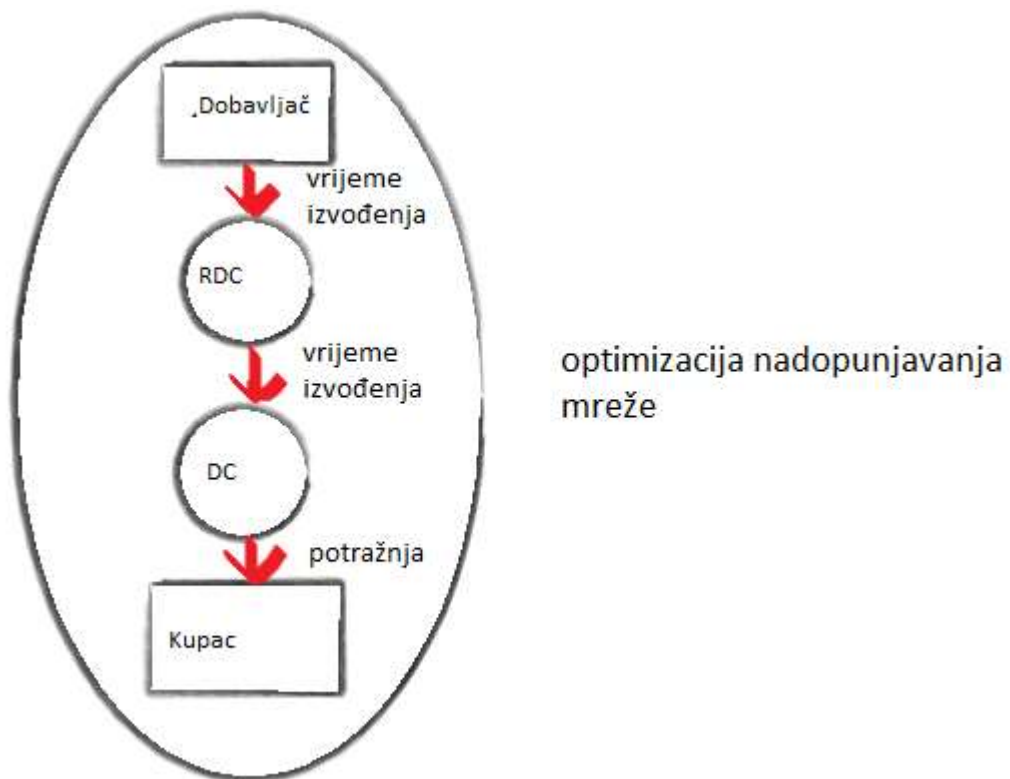 Dobavljač
vrijeme
izvođenja
RDC
vrijeme
izvođenja
optimizacija nadopunjavanja
mreže
DC
potražnja
Kupac